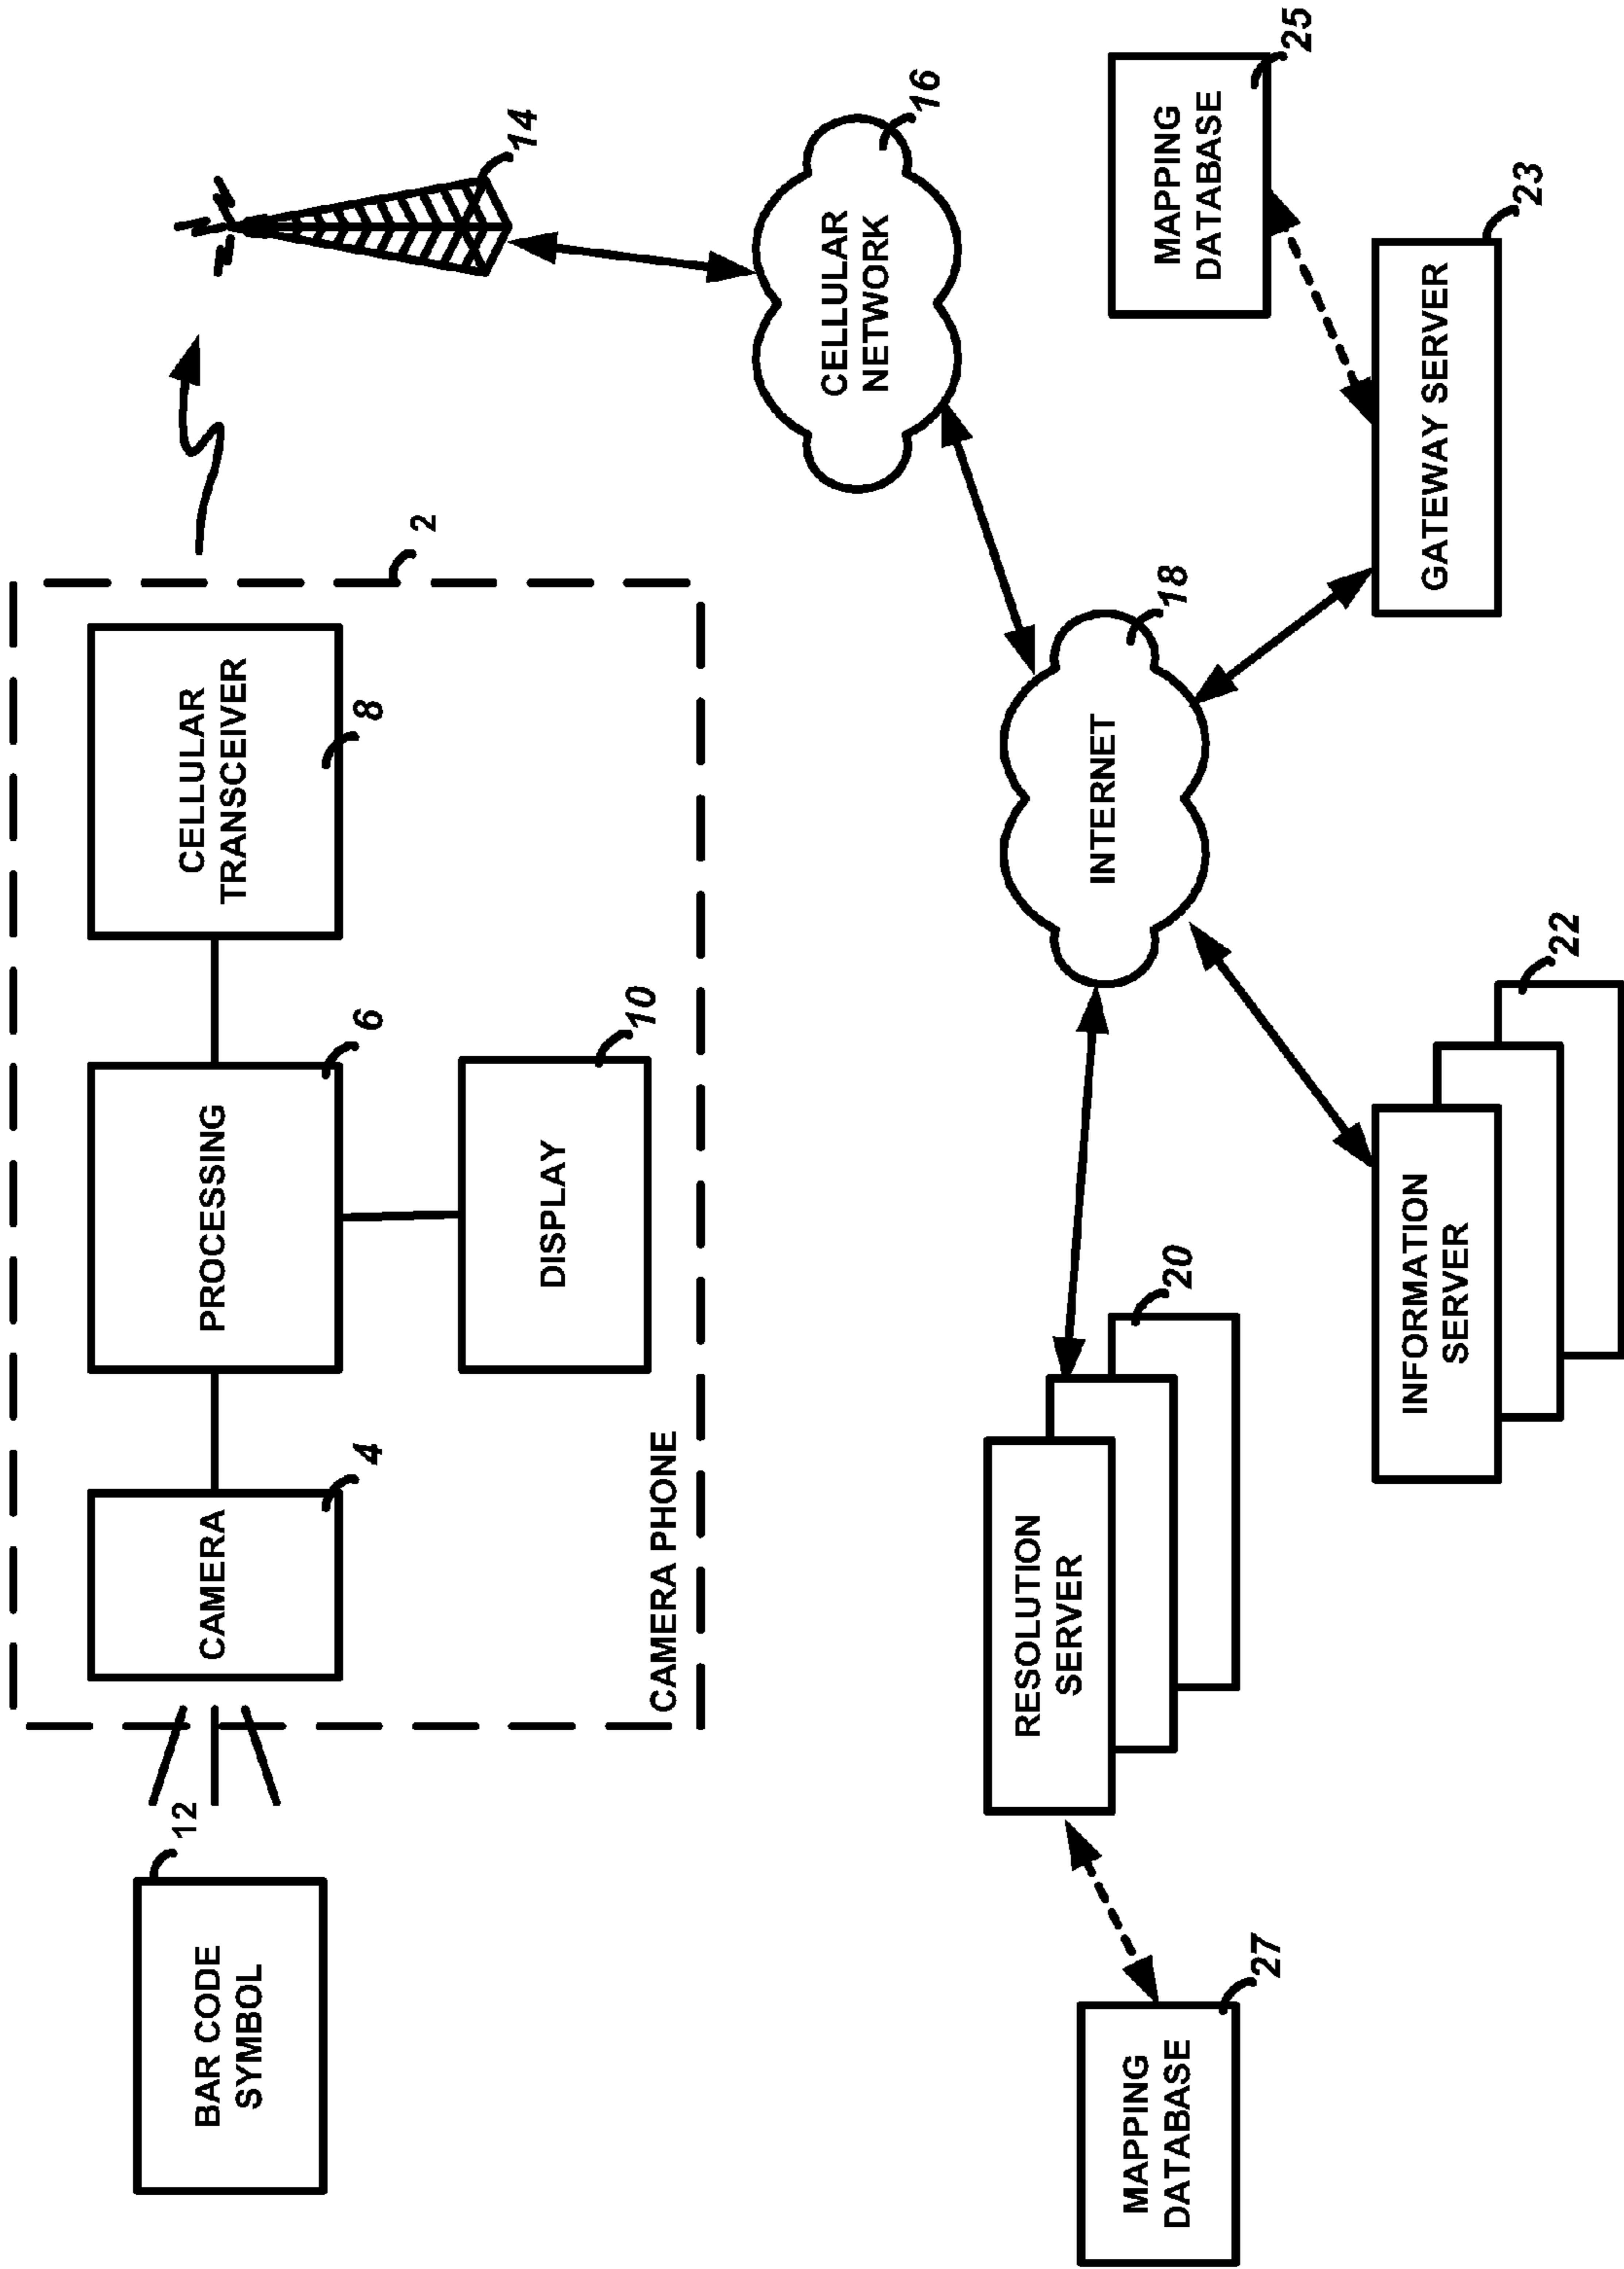 BAR CODE
SYMBOL
12
CAMERA
4
PROCESSING
6
CELLULAR
TRANSCEIVER
8
DISPLAY
10
CAMERA PHONE
2
14
CELLULAR
NETWORK
16
INTERNET
18
MAPPING
DATABASE
27
RESOLUTION
SERVER
20
INFORMATION
SERVER
22
GATEWAY SERVER
23
MAPPING
DATABASE
25